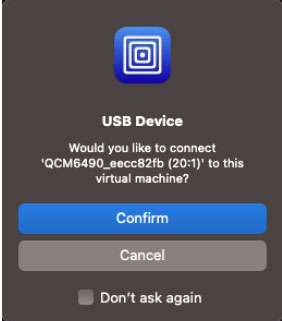 USB Device
Would you like to connect
'QCM6490_eecc82fb (20:1)' to this
virtual machine?
Confirm
Cancel
Don't ask again